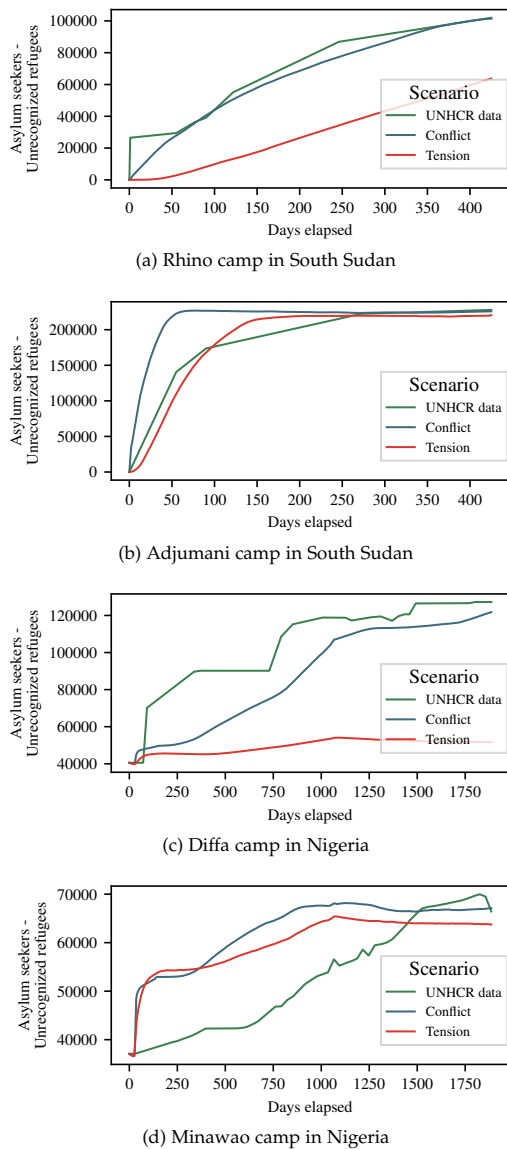 Asylum seekers -
Unrecognized refugees
100000
80000
60000
40000
20000
0
Scenario
UNHCR data
Conflict
Tension
0 50 100 150 200 250 300 350 400
Days elapsed
(a) Rhino camp in South Sudan
Asylum seekers -
Unrecognized refugees
200000
150000
100000
50000
0
Scenario
UNHCR data
Conflict
Tension
0 50 100 150 200 250 300 350 400
Days elapsed
(b) Adjumani camp in South Sudan
Asylum seekers -
Unrecognized refugees
120000
100000
80000
60000
40000
Scenario
UNHCR data
Conflict
Tension
0 250 500 750 1000 1250 1500 1750
Days elapsed
(c) Diffa camp in Nigeria
Asylum seekers -
Unrecognized refugees
70000
60000
50000
40000
Scenario
UNHCR data
Conflict
Tension
0 250 500 750 1000 1250 1500 1750
Days elapsed
(d) Minawao camp in Nigeria